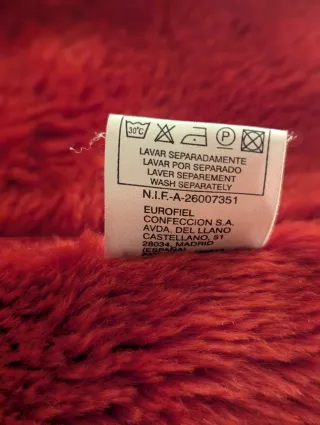 30°C P
LAVAR SEPARADAMENTE
LAVAR POR SEPARADO
LAVER SEPAREMENT
WASH SEPARATELY
N.I.F.-A-26007351
EUROFIEL
CONFECCION S.A.
AVDA. DEL LLANO
CASTELLANO, 51
28034, MADRID
(ESPAÑA)